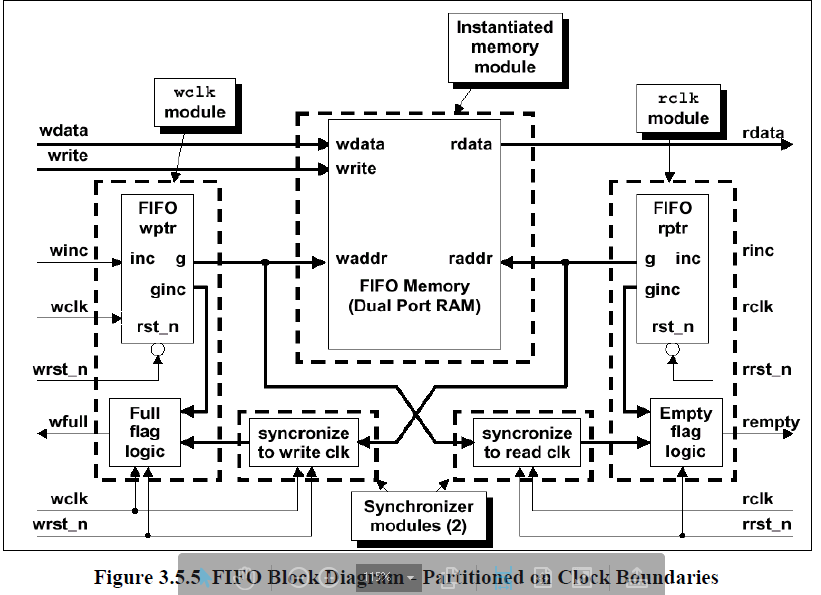 Instantiated
memory
module
wclk
module
rclk
module
wdata
write
wdata
write
rdata
rdata
FIFO
wptr
inc g
ginc
rst_n
winc
wclk
wrst_n
waddr
raddr
FIFO Memory
(Dual Port RAM)
FIFO
rptr
g inc
ginc
rst_n
rinc
rclk
rrst_n
wfull
Full
flag
logic
syncronize
to write clk
syncronize
to read clk
Empty
flag
logic
rempty
wclk
wrst_n
Synchronizer
modules (2)
rclk
rrst_n
Figure 3.5.5 FIFO Block Diagram - Partitioned on Clock Boundaries
115%